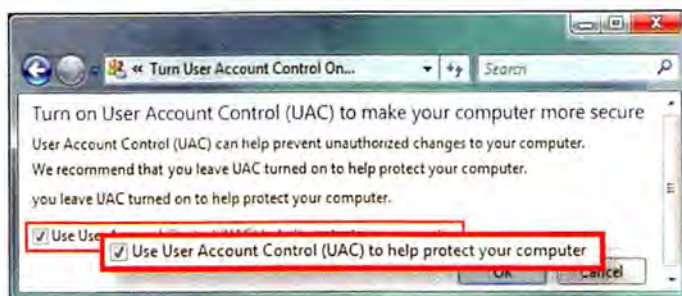 « Turn User Account Control On...
Search
Turn on User Account Control (UAC) to make your computer more secure
User Account Control (UAC) can help prevent unauthorized changes to your computer.
We recommend that you leave UAC turned on to help protect your computer.
you leave UAC turned on to help protect your computer.
Use User
Use User Account Control (UAC) to help protect your computer
OK Cancel